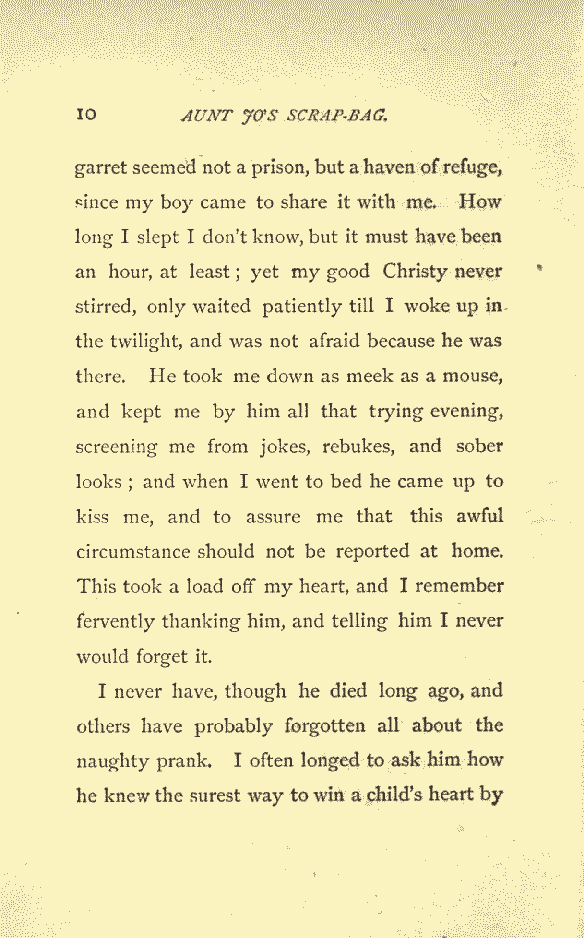 10 AUNT JO'S SCRAP-BAG.
garret seemed not a prison, but a haven of refuge,
since my boy came to share it with me. How
long I slept I don't know, but it must have been
an hour, at least; yet my good Christy never
stirred, only waited patiently till I woke up in
the twilight, and was not afraid because he was
there. He took me down as meek as a mouse,
and kept me by him all that trying evening,
screening me from jokes, rebukes, and sober
looks; and when I went to bed he came up to
kiss me, and to assure me that this awful
circumstance should not be reported at home.
This took a load off my heart, and I remember
fervently thanking him, and telling him I never
would forget it.
I never have, though he died long ago, and
others have probably forgotten all about the
naughty prank. I often longed to ask him how
he knew the surest way to win a child's heart by